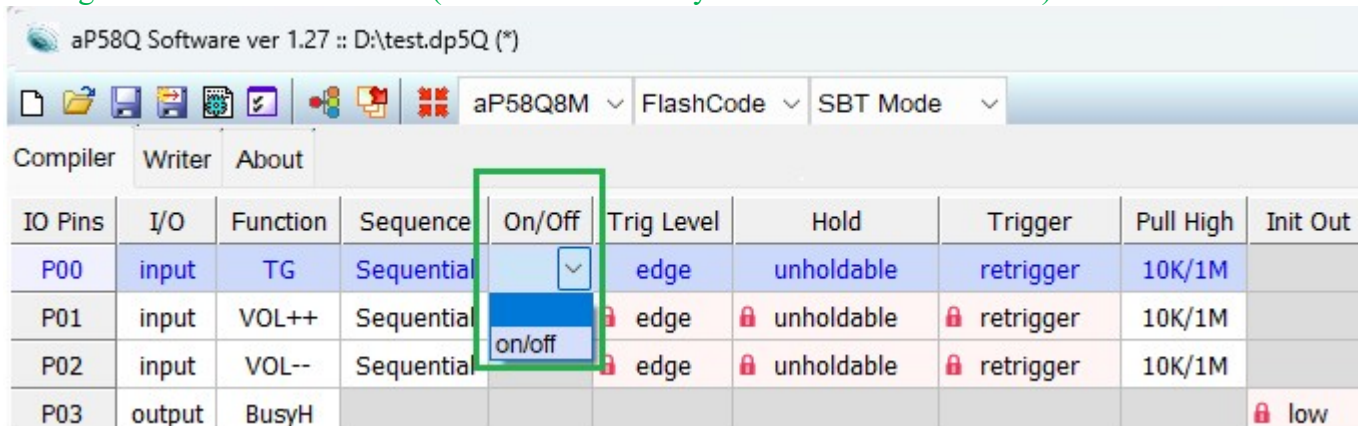 aP58Q Software ver 1.27 :: D:\test.dp5Q (*)
aP58Q8M FlashCode SBT Mode
Compiler Writer About
IO Pins I/O Function Sequence On/Off Trig Level Hold Trigger Pull High Init Out
P00 input TG Sequential edge unholdable retrigger 10K/1M
P01 input VOL++ Sequential edge unholdable retrigger 10K/1M
on/off
P02 input VOL-- Sequential edge unholdable retrigger 10K/1M
P03 output BusyH low